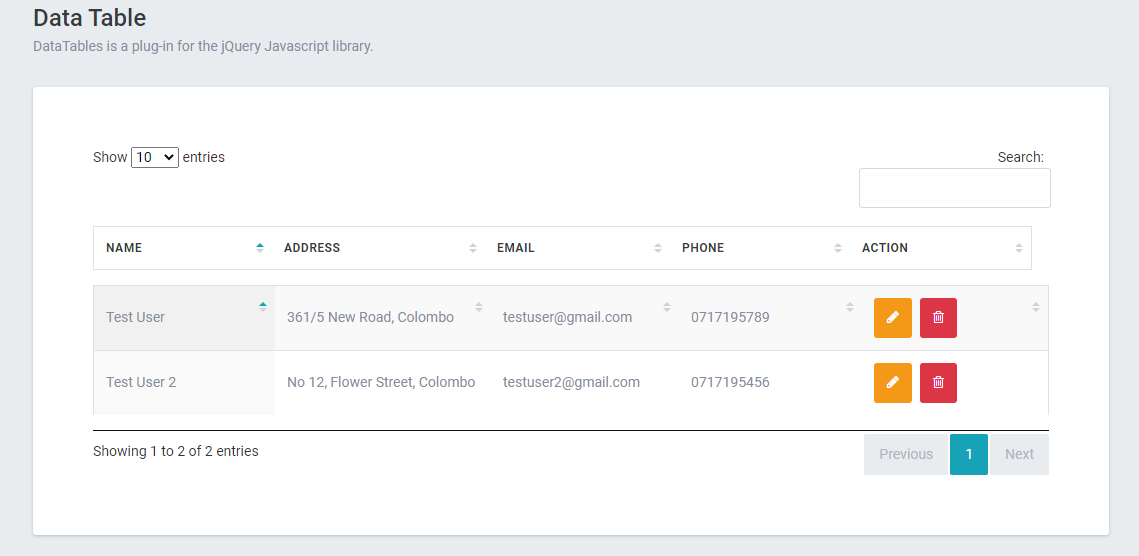 Data Table
DataTables is a plug-in for the jQuery Javascript library.
Show 10 entries
Search:
NAME ADDRESS EMAIL PHONE ACTION
Test User 361/5 New Road, Colombo testuser@gmail.com 0717195789
Test User 2 No 12, Flower Street, Colombo testuser2@gmail.com 0717195456
Showing 1 to 2 of 2 entries
Previous 1 Next